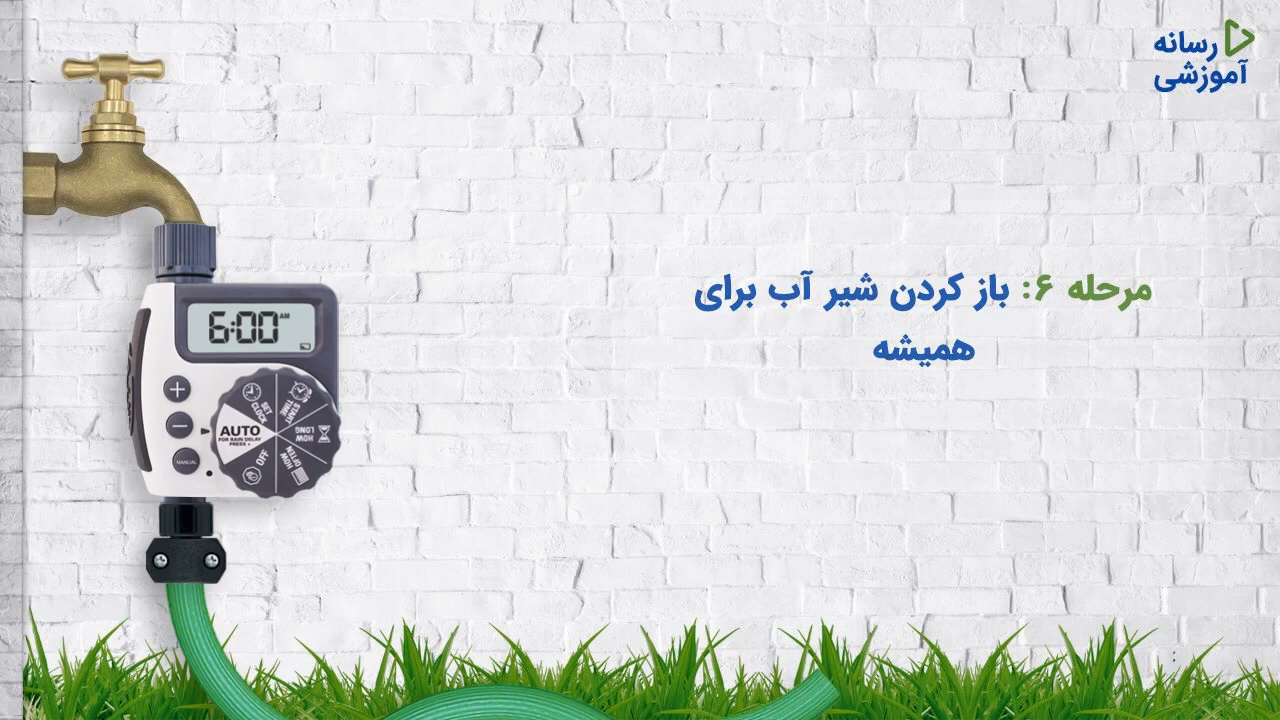 رسانه
آموزشی
مرحله ۶: باز کردن شیر آب برای
همیشه
6:00 AM
+
−
MANUAL
SET CLOCK
START TIME
HOW LONG
HOW OFTEN
OFF
AUTO
FOR RAIN DELAY
PRESS +